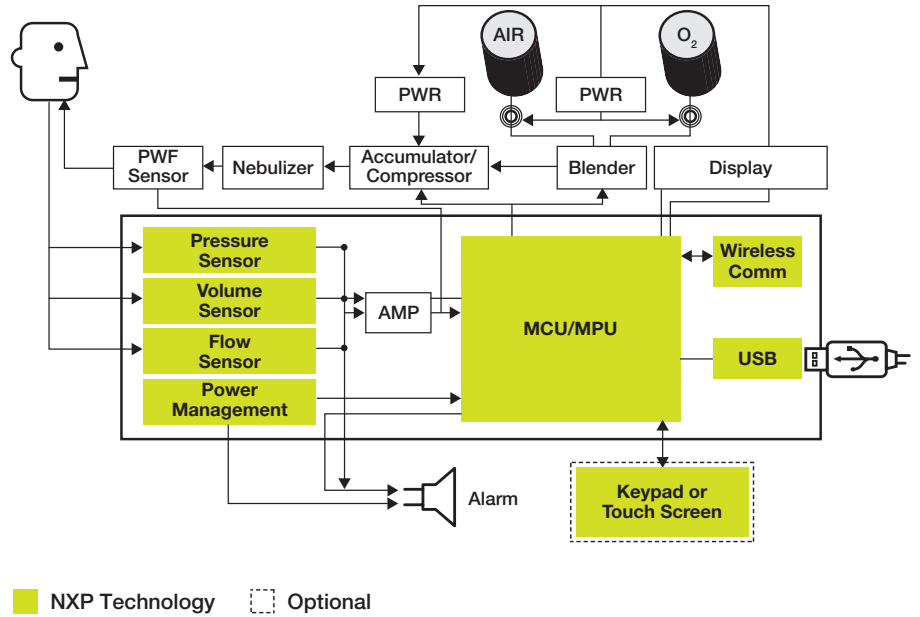 AIR
O2
PWR
PWR
PWF
Sensor
Nebulizer
Accumulator/
Compressor
Blender
Display
Pressure
Sensor
Volume
Sensor
Flow
Sensor
Power
Management
AMP
MCU/MPU
Wireless
Comm
USB
Alarm
Keypad or
Touch Screen
NXP Technology
Optional